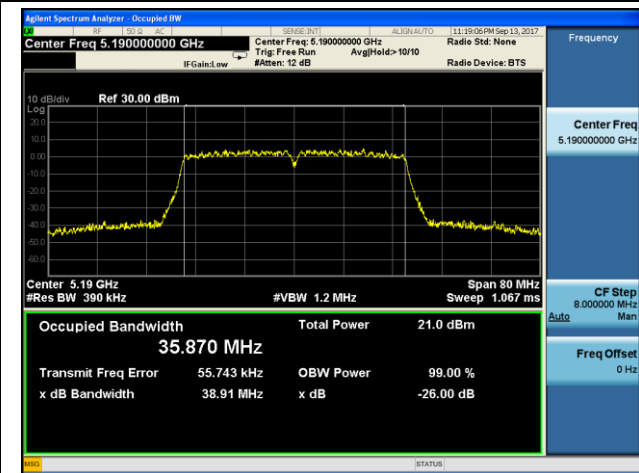 Agilent Spectrum Analyzer - Occupied BW
RF 50 Ω AC SENSE:INT ALIGN AUTO 11:19:06 PM Sep 13, 2017
Center Freq 5.190000000 GHz Center Freq: 5.190000000 GHz Radio Std: None Frequency
Trig: Free Run Avg|Hold:>10/10
IFGain:Low #Atten: 12 dB Radio Device: BTS
10 dB/div Ref 30.00 dBm
Log
20.0
10.0
0.00
-10.0
-20.0
-30.0
-40.0
-50.0
-60.0
Center Freq
5.190000000 GHz
Center 5.19 GHz Span 80 MHz
#Res BW 390 kHz #VBW 1.2 MHz Sweep 1.067 ms
CF Step
8.000000 MHz
Auto Man
Occupied Bandwidth Total Power 21.0 dBm
35.870 MHz
Transmit Freq Error 55.743 kHz OBW Power 99.00 %
x dB Bandwidth 38.91 MHz x dB -26.00 dB
Freq Offset
0 Hz
MSG STATUS